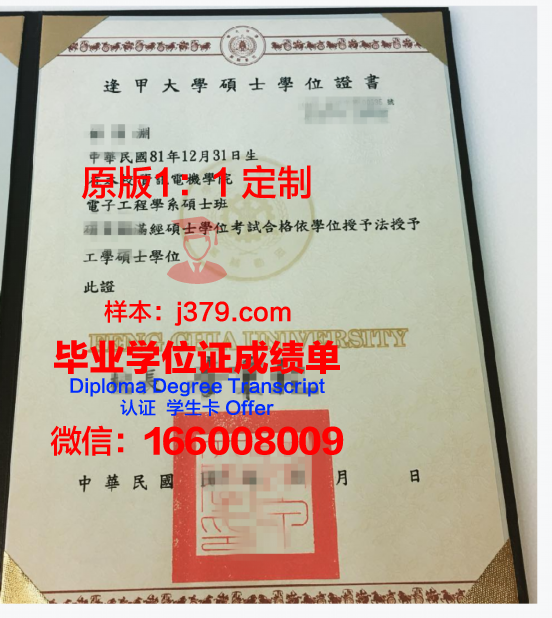 逢甲大學碩士學位證書
號
中華民國81年12月31日生
電機學院
原版1：1 定制
電子工程學系碩士班
經碩士學位考試合格依學位授予法授予
工學碩士學位
此證
样本：j379.com
FENG CHIA UNIVERSITY
毕业学位证成绩单
Diploma Degree Transcript
认证 学生卡 Offer
微信：166008009
中華民國 月 日